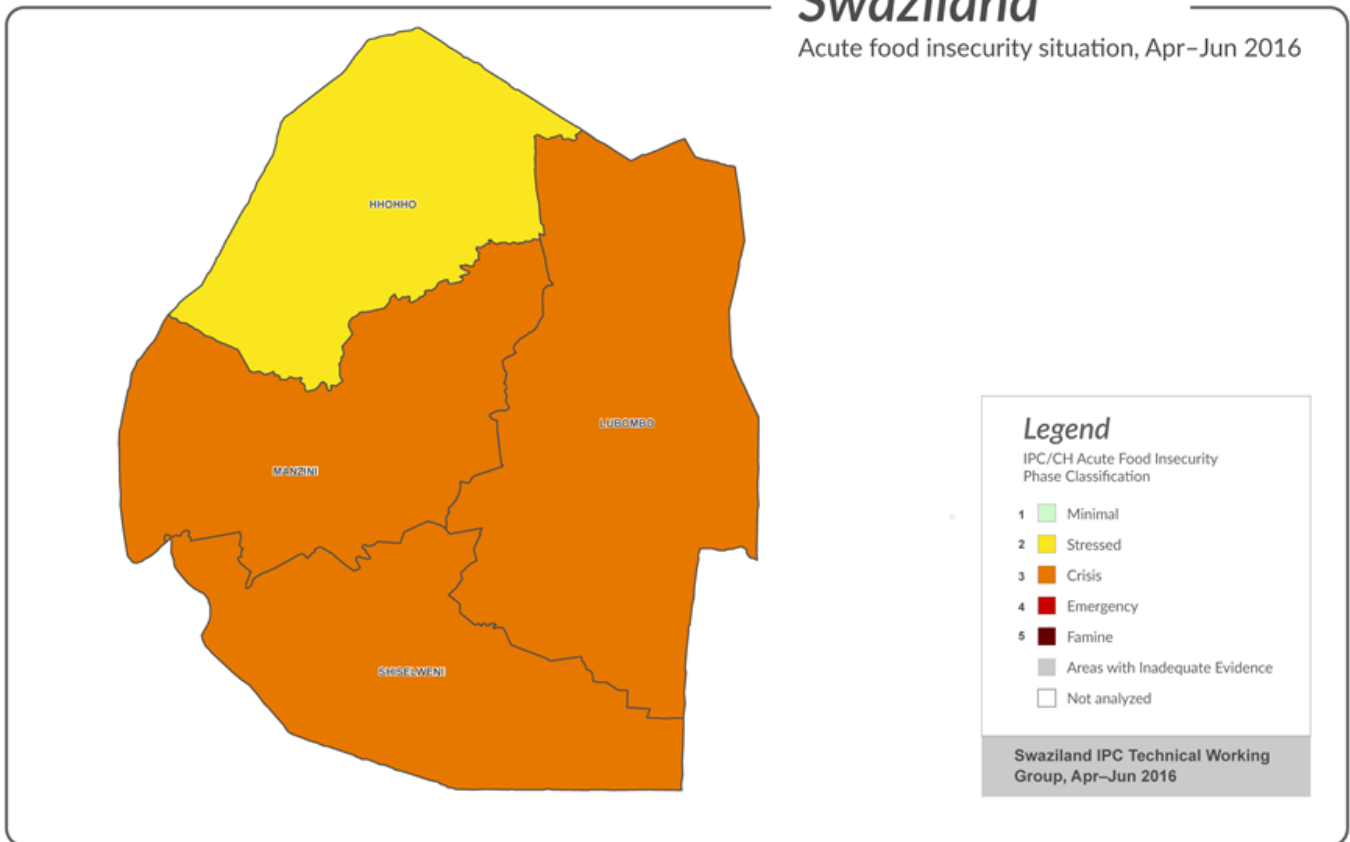 Swaziland
Acute food insecurity situation, Apr–Jun 2016
HHOHHO
LUBOMBO
MANZINI
SHISELWENI
Legend
IPC/CH Acute Food Insecurity
Phase Classification
1 Minimal
2 Stressed
3 Crisis
4 Emergency
5 Famine
Areas with Inadequate Evidence
Not analyzed
Swaziland IPC Technical Working
Group, Apr–Jun 2016